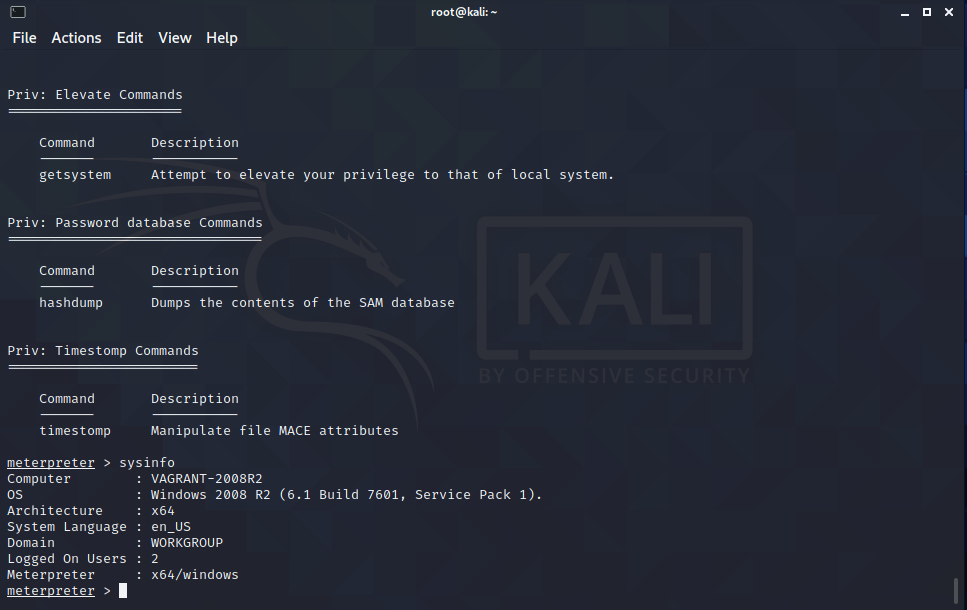 root@kali: ~
File Actions Edit View Help
Priv: Elevate Commands
======================
Command Description
------- -----------
getsystem Attempt to elevate your privilege to that of local system.
Priv: Password database Commands
================================
Command Description
------- -----------
hashdump Dumps the contents of the SAM database
Priv: Timestomp Commands
========================
Command Description
------- -----------
timestomp Manipulate file MACE attributes
KALI
BY OFFENSIVE SECURITY
meterpreter > sysinfo
Computer : VAGRANT-2008R2
OS : Windows 2008 R2 (6.1 Build 7601, Service Pack 1).
Architecture : x64
System Language : en_US
Domain : WORKGROUP
Logged On Users : 2
Meterpreter : x64/windows
meterpreter >